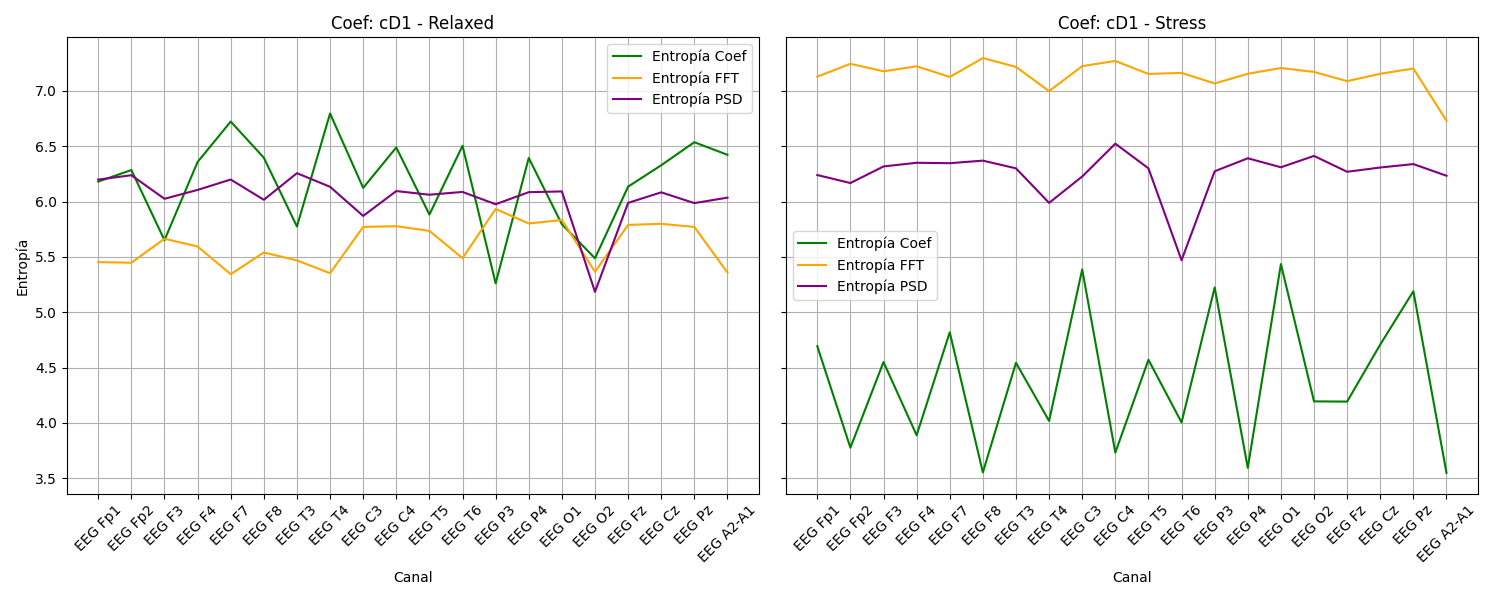 Coef: cD1 - Relaxed
Entropía
7.0
6.5
6.0
5.5
5.0
4.5
4.0
3.5
Entropía Coef
Entropía FFT
Entropía PSD
EEG Fp1
EEG Fp2
EEG F3
EEG F4
EEG F7
EEG F8
EEG T3
EEG T4
EEG C3
EEG C4
EEG T5
EEG T6
EEG P3
EEG P4
EEG O1
EEG O2
EEG Fz
EEG Cz
EEG Pz
EEG A2-A1
Canal
Coef: cD1 - Stress
Entropía Coef
Entropía FFT
Entropía PSD
EEG Fp1
EEG Fp2
EEG F3
EEG F4
EEG F7
EEG F8
EEG T3
EEG T4
EEG C3
EEG C4
EEG T5
EEG T6
EEG P3
EEG P4
EEG O1
EEG O2
EEG Fz
EEG Cz
EEG Pz
EEG A2-A1
Canal